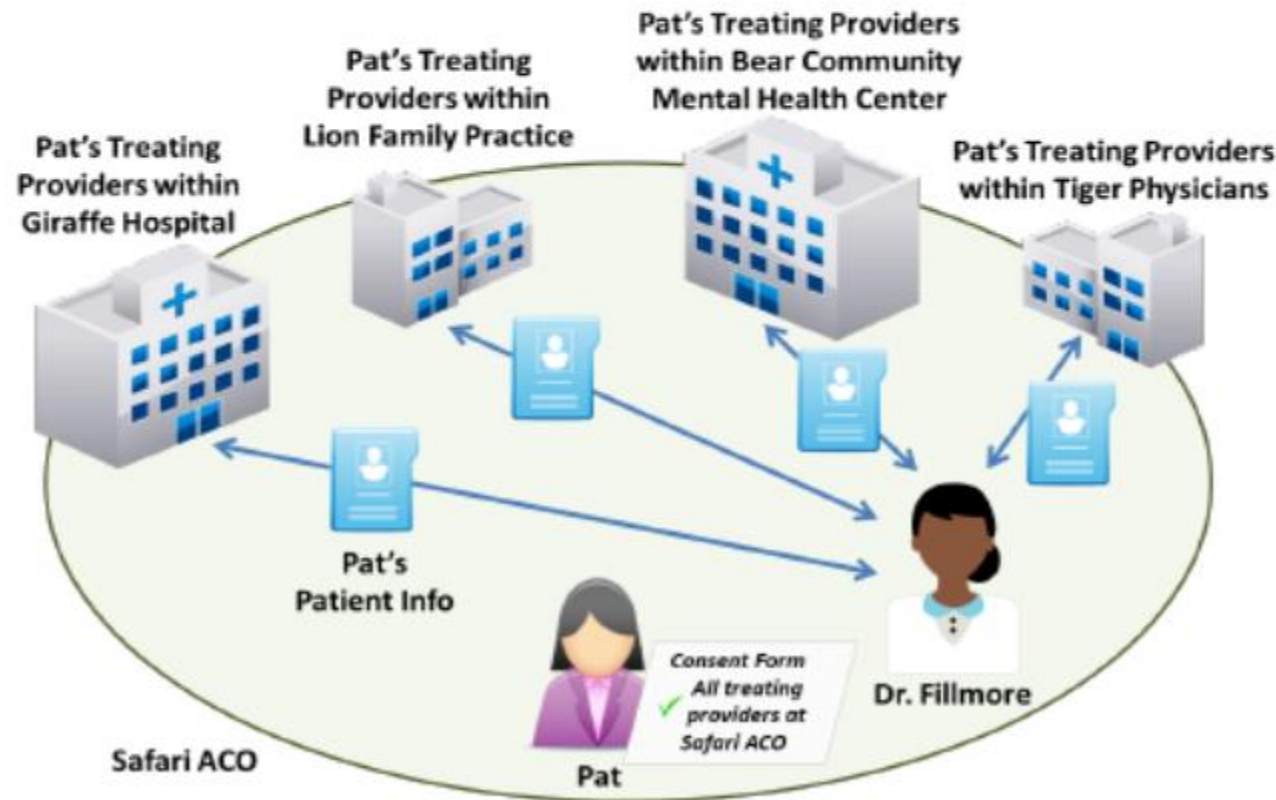 Pat's Treating Providers
within Bear Community
Mental Health Center
Pat's Treating
Providers within
Lion Family Practice
Pat's Treating
Providers within
Giraffe Hospital
Pat's Treating Providers
within Tiger Physicians
Pat's
Patient Info
Consent Form
All treating
providers at
Safari ACO
Dr. Fillmore
Safari ACO
Pat